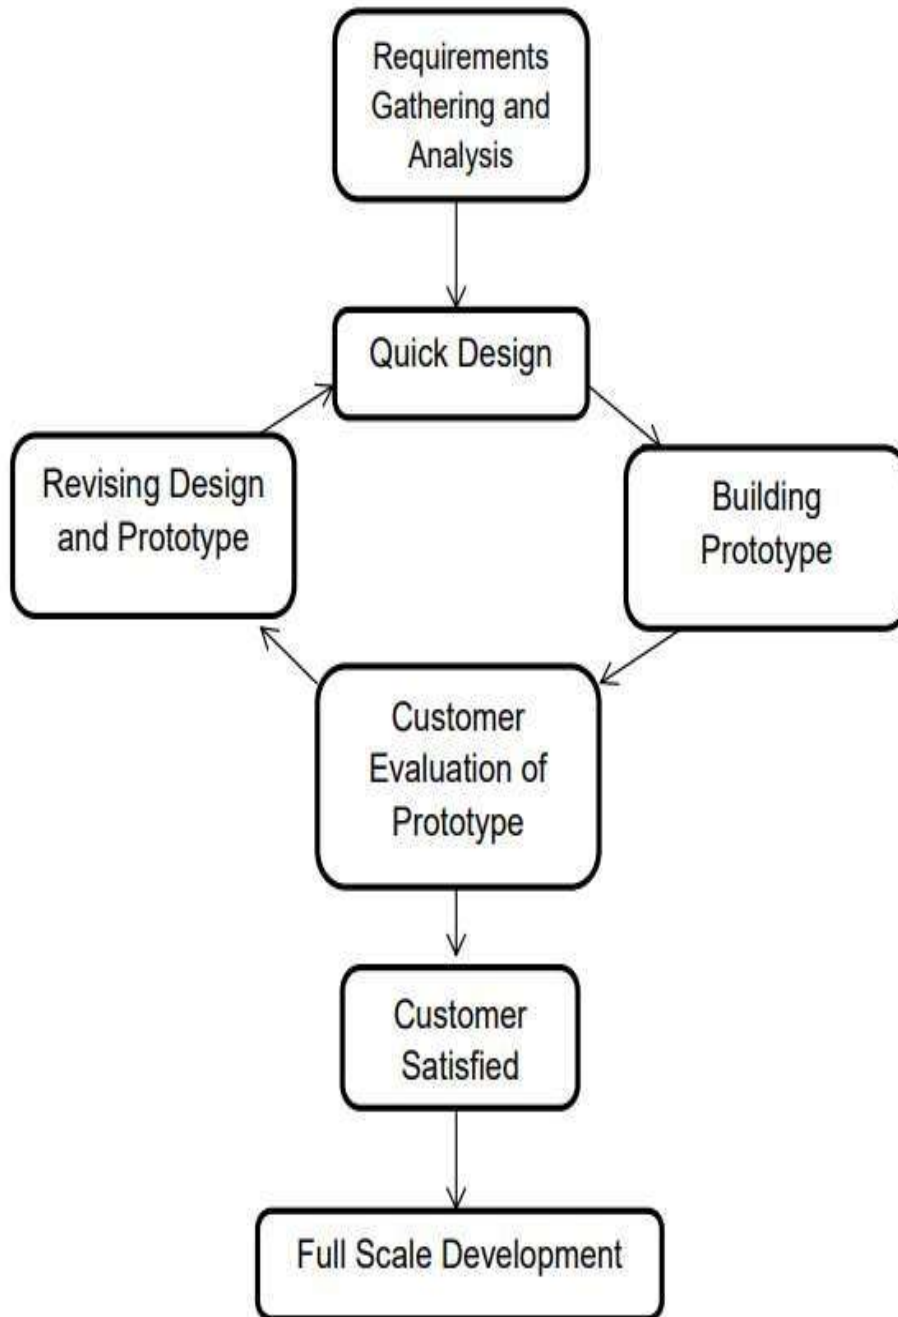 Requirements
Gathering and
Analysis
Quick Design
Revising Design
and Prototype
Building
Prototype
Customer
Evaluation of
Prototype
Customer
Satisfied
Full Scale Development